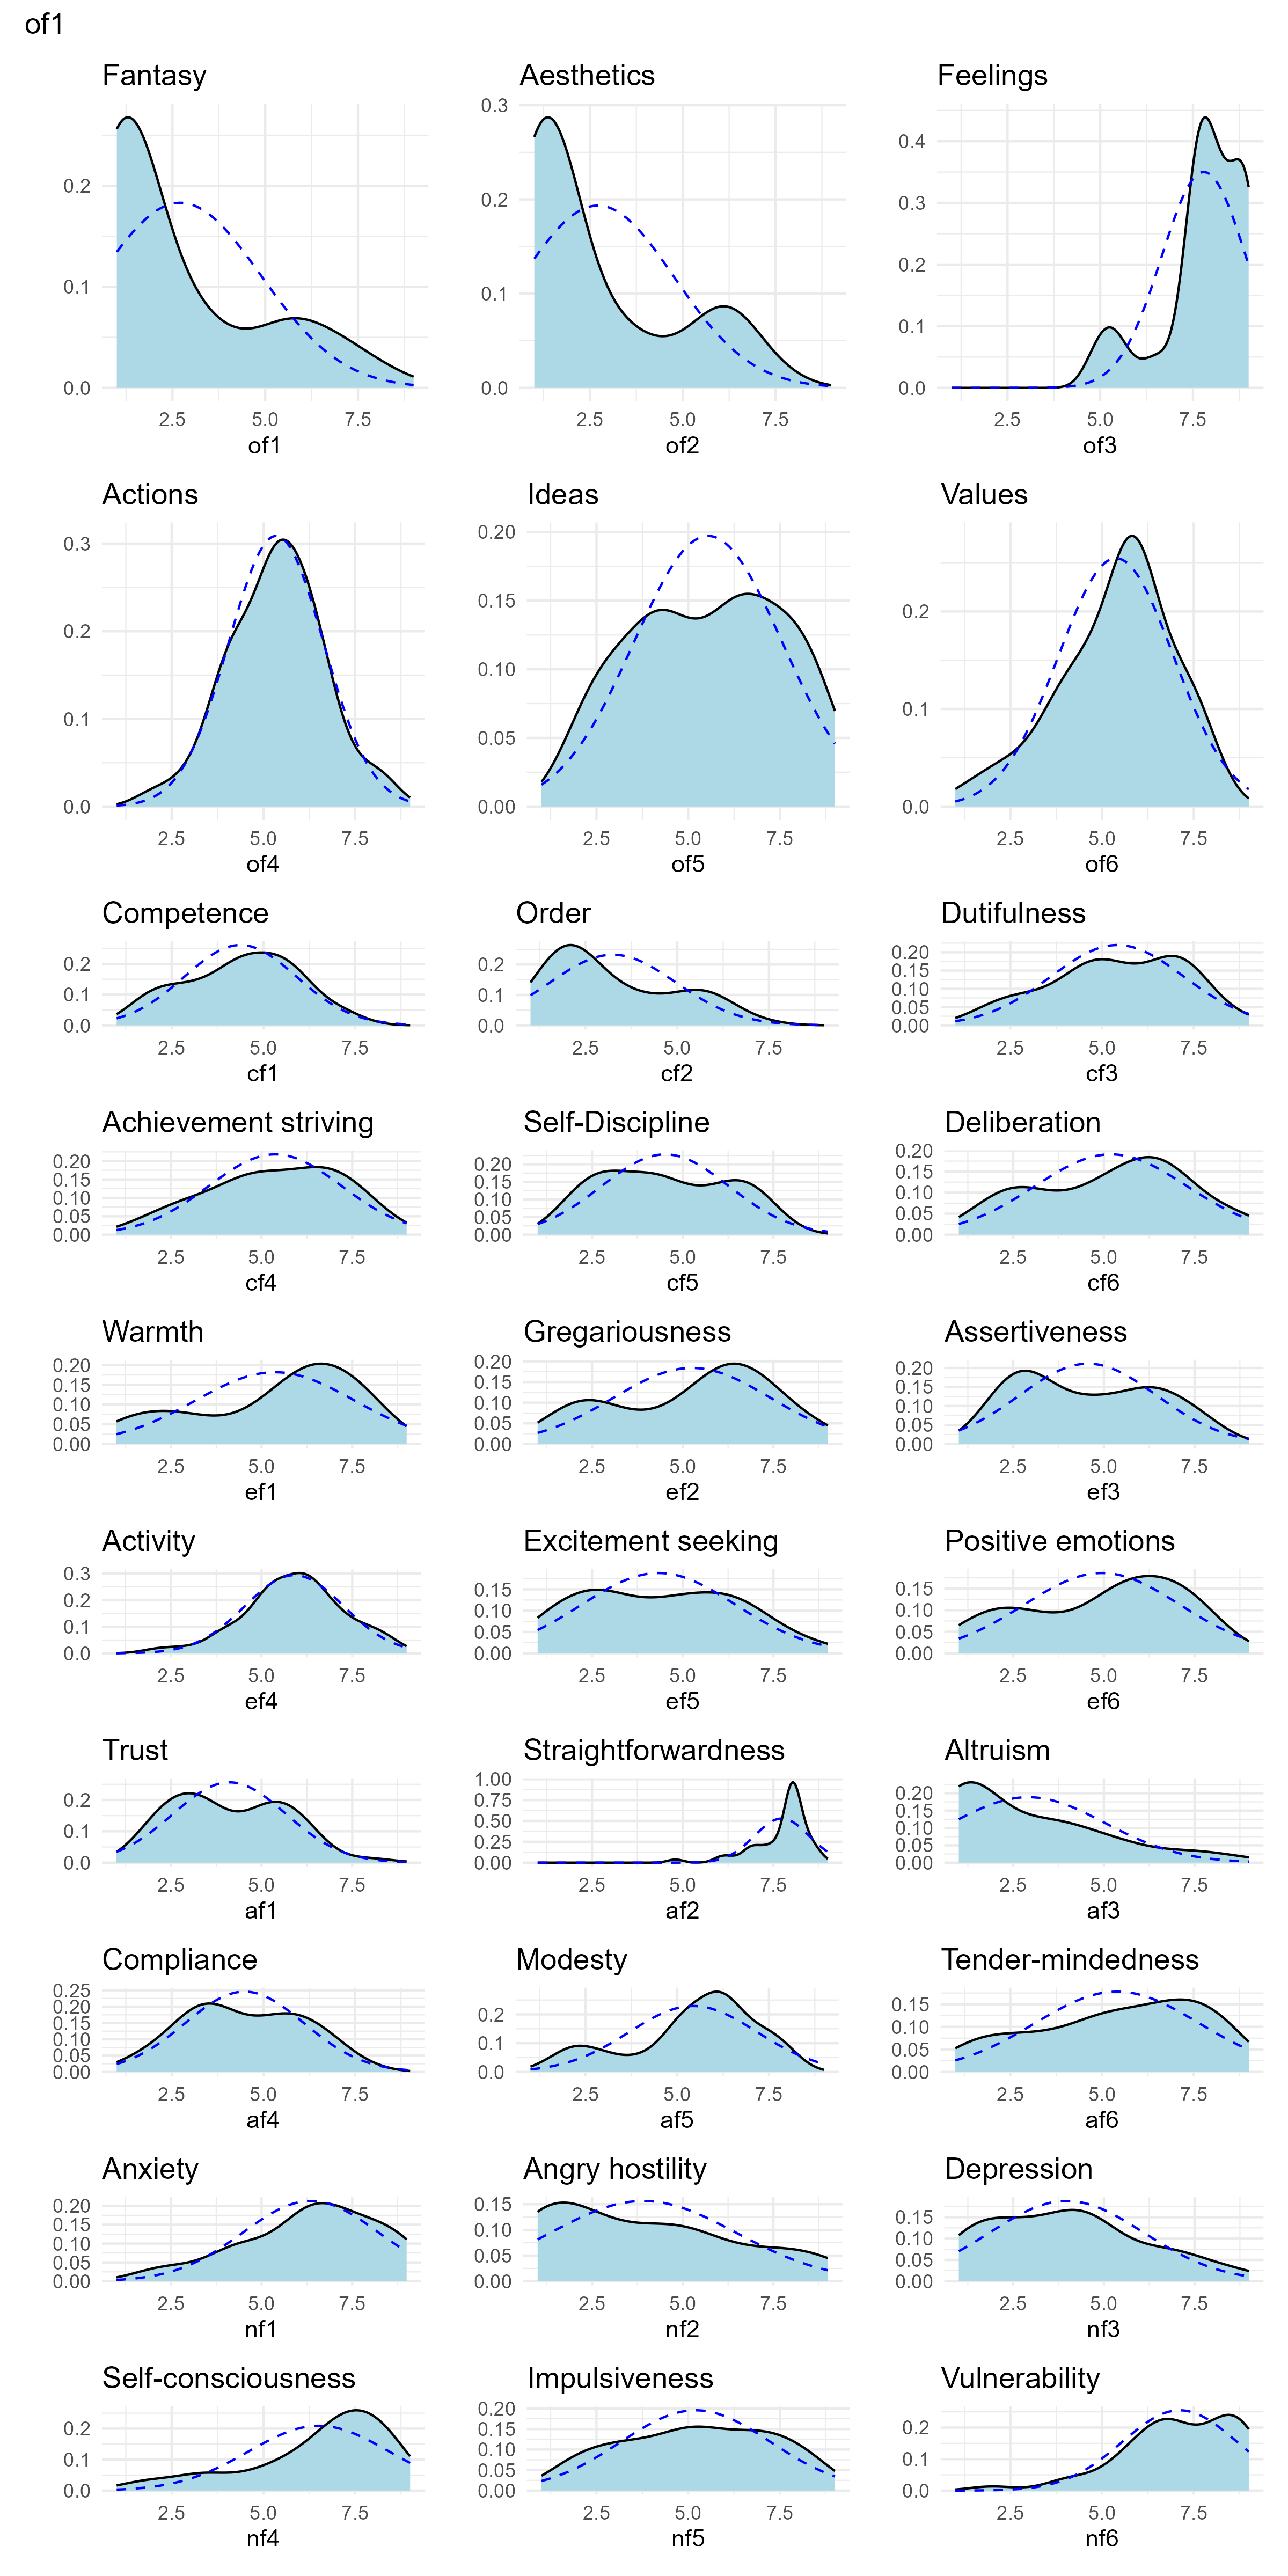 of1
Fantasy Aesthetics Feelings
0.3
0.4
0.2
0.3
0.2
0.2
0.1
0.1
0.1
0.0 0.0 0.0
2.5 5.0 7.5 2.5 5.0 7.5 2.5 5.0 7.5
of1 of2 of3
Actions Ideas Values
0.20
0.3
0.15
0.2
0.2
0.10
0.1
0.1
0.05
0.0 0.00 0.0
2.5 5.0 7.5 2.5 5.0 7.5 2.5 5.0 7.5
of4 of5 of6
Competence Order Dutifulness
0.2 0.2 0.20
0.15
0.1 0.1 0.10
0.05
0.0 0.0 0.00
2.5 5.0 7.5 2.5 5.0 7.5 2.5 5.0 7.5
cf1 cf2 cf3
Achievement striving Self-Discipline Deliberation
0.20 0.20 0.20
0.15 0.15 0.15
0.10 0.10 0.10
0.05 0.05 0.05
0.00 0.00 0.00
2.5 5.0 7.5 2.5 5.0 7.5 2.5 5.0 7.5
cf4 cf5 cf6
Warmth Gregariousness Assertiveness
0.20 0.20 0.20
0.15 0.15 0.15
0.10 0.10 0.10
0.05 0.05 0.05
0.00 0.00 0.00
2.5 5.0 7.5 2.5 5.0 7.5 2.5 5.0 7.5
ef1 ef2 ef3
Activity Excitement seeking Positive emotions
0.3
0.15 0.15
0.2
0.10 0.10
0.1
0.05 0.05
0.0 0.00 0.00
2.5 5.0 7.5 2.5 5.0 7.5 2.5 5.0 7.5
ef4 ef5 ef6
Trust Straightforwardness Altruism
1.00
0.2 0.75 0.20
0.15
0.1 0.50 0.10
0.25 0.05
0.0 0.00 0.00
2.5 5.0 7.5 2.5 5.0 7.5 2.5 5.0 7.5
af1 af2 af3
Compliance Modesty Tender-mindedness
0.25
0.20 0.2 0.15
0.15
0.10 0.1 0.10
0.05 0.05
0.00 0.0 0.00
2.5 5.0 7.5 2.5 5.0 7.5 2.5 5.0 7.5
af4 af5 af6
Anxiety Angry hostility Depression
0.20 0.15
0.15 0.15
0.10 0.10 0.10
0.05 0.05 0.05
0.00 0.00 0.00
2.5 5.0 7.5 2.5 5.0 7.5 2.5 5.0 7.5
nf1 nf2 nf3
Self-consciousness Impulsiveness Vulnerability
0.20
0.2 0.15 0.2
0.10
0.1 0.05 0.1
0.0 0.00 0.0
2.5 5.0 7.5 2.5 5.0 7.5 2.5 5.0 7.5
nf4 nf5 nf6